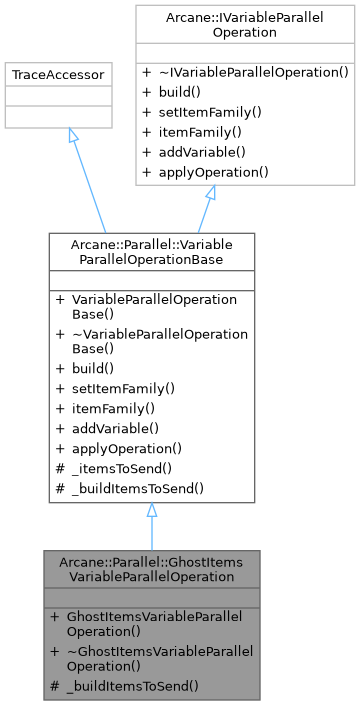 Arcane::IVariableParallel
Operation
+ ~IVariableParallelOperation()
+ build()
+ setItemFamily()
+ itemFamily()
+ addVariable()
+ applyOperation()
TraceAccessor
Arcane::Parallel::Variable
ParallelOperationBase
+ VariableParallelOperation
Base()
+ ~VariableParallelOperation
Base()
+ build()
+ setItemFamily()
+ itemFamily()
+ addVariable()
+ applyOperation()
# _itemsToSend()
# _buildItemsToSend()
Arcane::Parallel::GhostItems
VariableParallelOperation
+ GhostItemsVariableParallel
Operation()
+ ~GhostItemsVariableParallel
Operation()
# _buildItemsToSend()